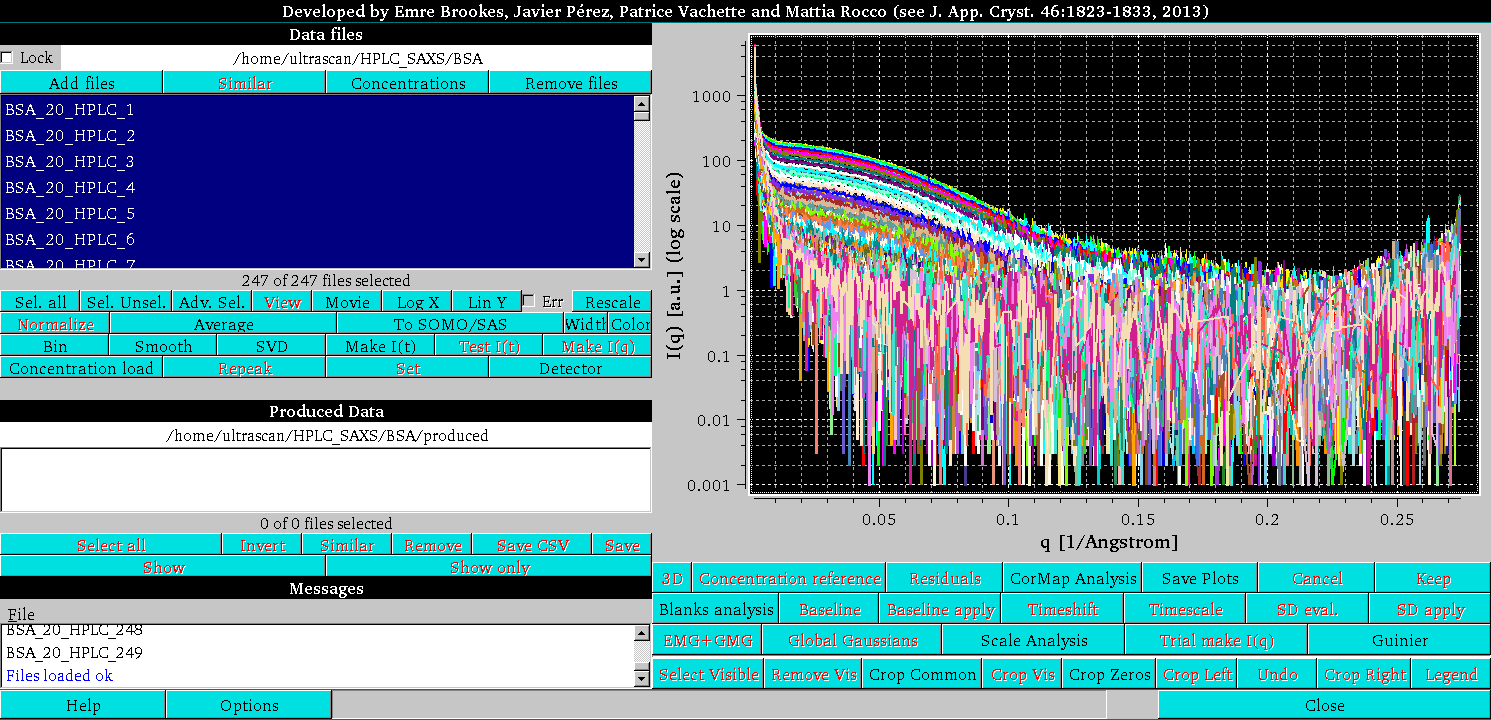 Developed by Emre Brookes, Javier Pérez, Patrice Vachette and Mattia Rocco (see J. App. Cryst. 46:1823-1833, 2013)
Data files
Lock /home/ultrascan/HPLC_SAXS/BSA
Add files Similar Concentrations Remove files
BSA_20_HPLC_1
BSA_20_HPLC_2
BSA_20_HPLC_3
BSA_20_HPLC_4
BSA_20_HPLC_5
BSA_20_HPLC_6
BSA_20_HPLC_7
247 of 247 files selected
Sel. all Sel. Unsel. Adv. Sel. View Movie Log X Lin Y Err Rescale
Normalize Average To SOMO/SAS Width Color
Bin Smooth SVD Make I(t) Test I(t) Make I(q)
Concentration load Repeak Set Detector
Produced Data
/home/ultrascan/HPLC_SAXS/BSA/produced
0 of 0 files selected
Select all Invert Similar Remove Save CSV Save
Show Show only
Messages
File
BSA_20_HPLC_248
BSA_20_HPLC_249
Files loaded ok
Help Options
I(q) [a.u.] (log scale)
1000
100
10
1
0.1
0.01
0.001
0.05 0.1 0.15 0.2 0.25
q [1/Angstrom]
3D Concentration reference Residuals CorMap Analysis Save Plots Cancel Keep
Blanks analysis Baseline Baseline apply Timeshift Timescale SD eval. SD apply
EMG+GMG Global Gaussians Scale Analysis Trial make I(q) Guinier
Select Visible Remove Vis Crop Common Crop Vis Crop Zeros Crop Left Undo Crop Right Legend
Close